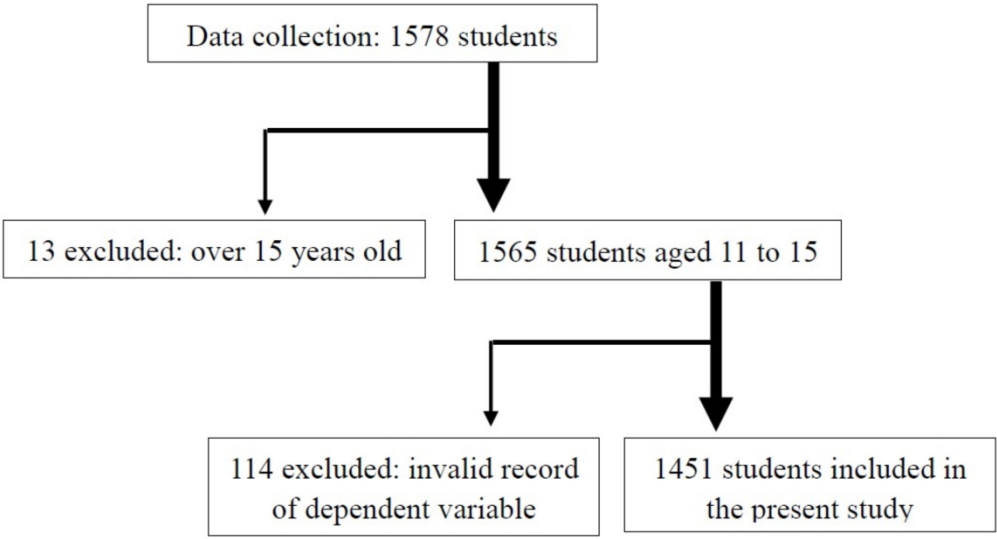 Data collection: 1578 students
13 excluded: over 15 years old
1565 students aged 11 to 15
114 excluded: invalid record
of dependent variable
1451 students included in
the present study